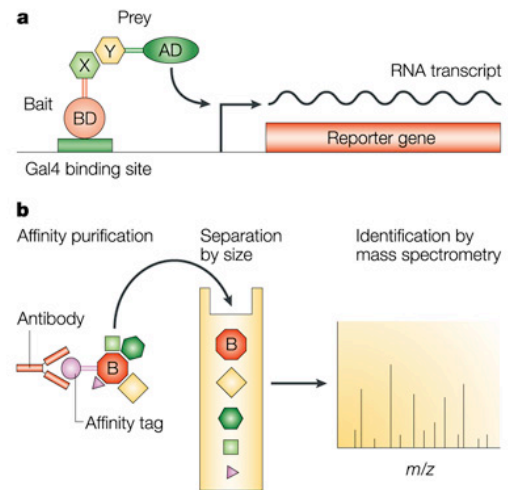 a
Prey
X
Y
AD
RNA transcript
Bait
BD
Reporter gene
Gal4 binding site
b
Affinity purification
Separation
by size
Identification by
mass spectrometry
Antibody
B
Affinity tag
B
m/z